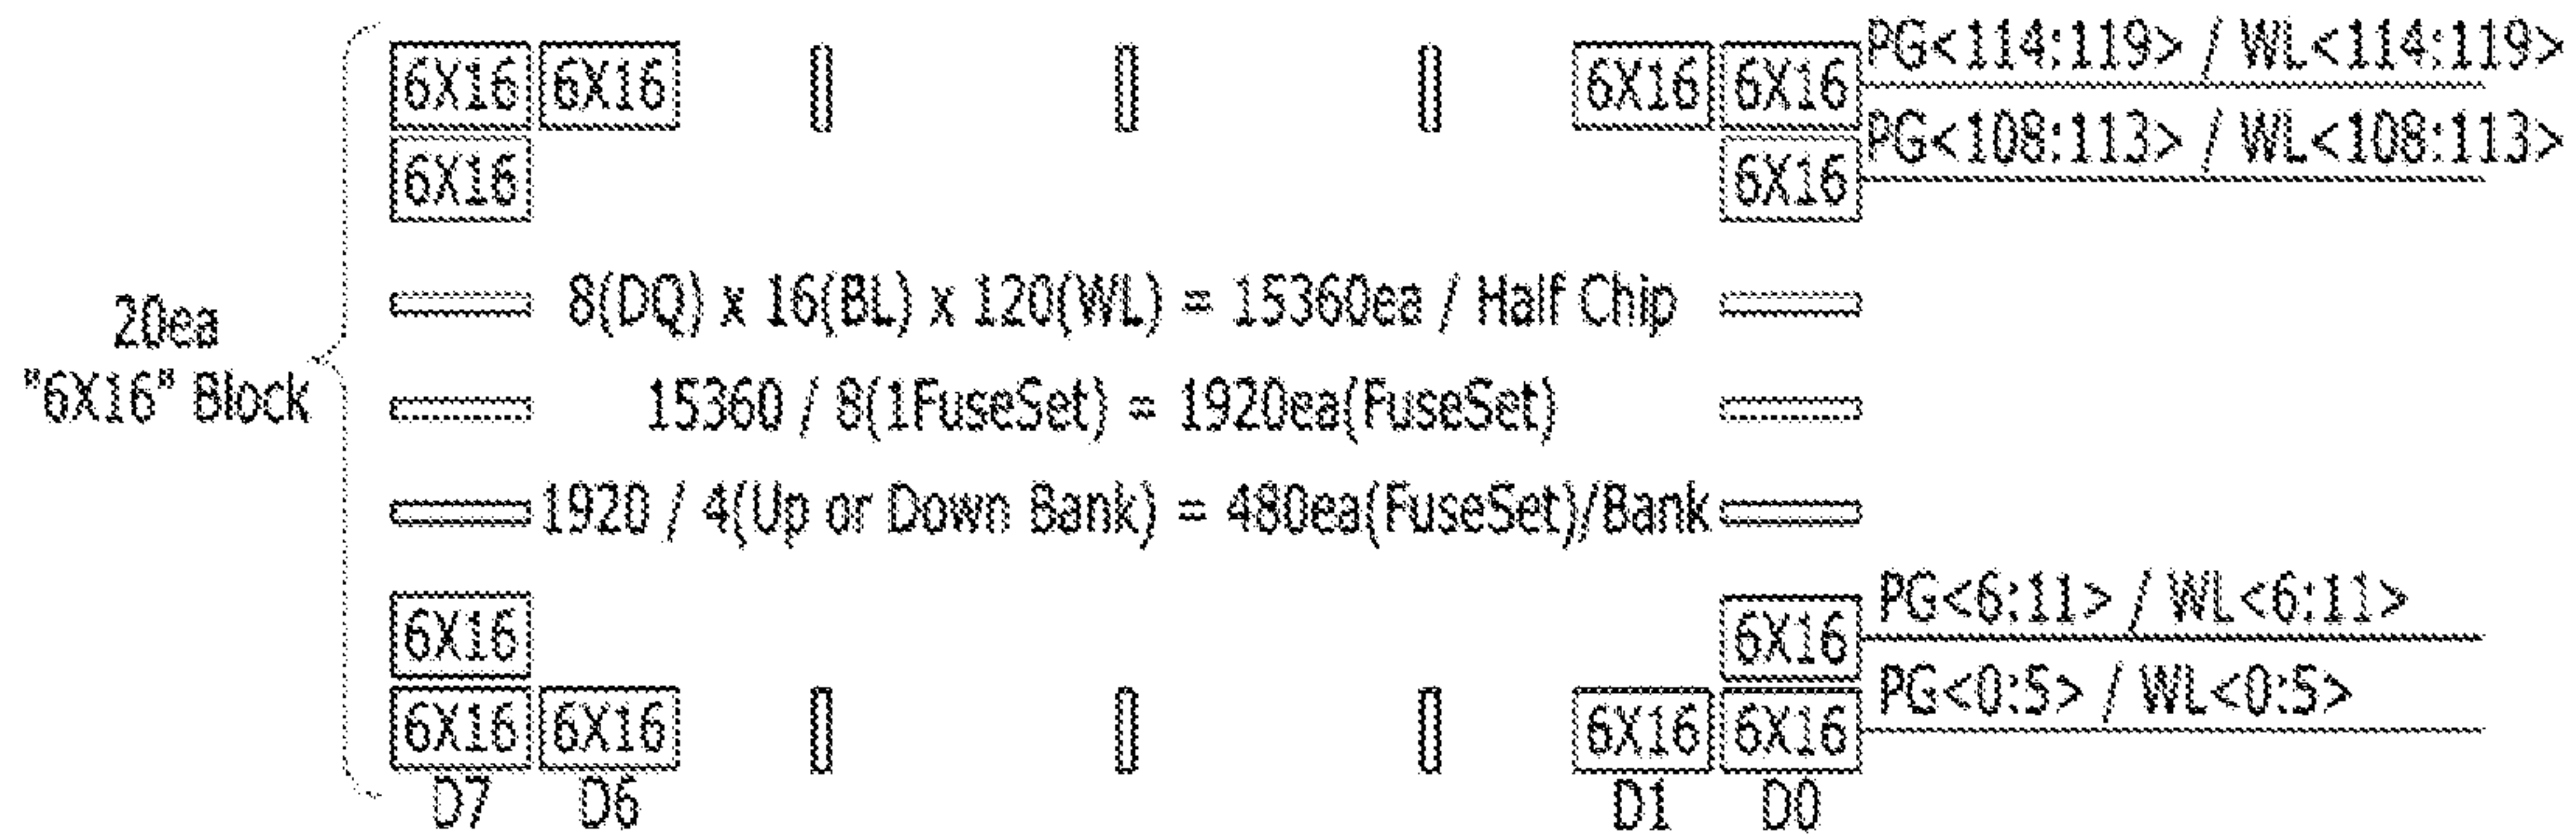 6X16 6X16 6X16 6X16 PG<114:119> / WL<114:119>
6X16 6X16 PG<108:113> / WL<108:113>
8(DQ) x 16(BL) x 120(WL) = 15360ea / Half Chip
20ea
"6X16" Block
15360 / 8(1FuseSet) = 1920ea(FuseSet)
1920 / 4(Up or Down Bank) = 480ea(FuseSet)/Bank
6X16 6X16 PG<6:11> / WL<6:11>
6X16 6X16 6X16 6X16 PG<0:5> / WL<0:5>
D7 D6 D1 D0